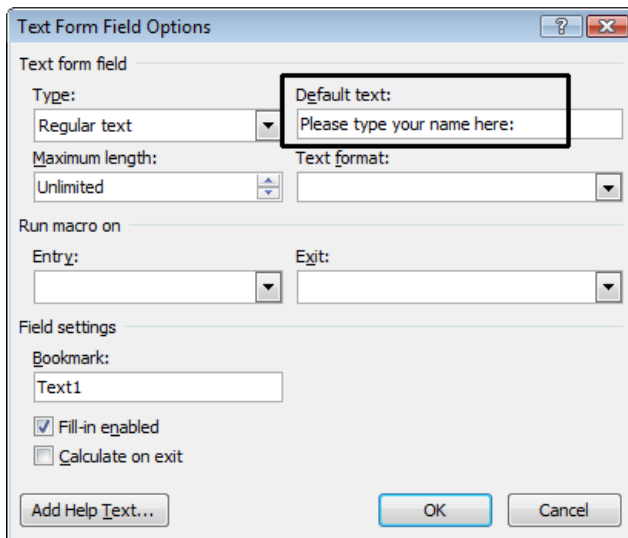 Text Form Field Options
Text form field
Type:
Default text:
Regular text
Please type your name here:
Maximum length:
Text format:
Unlimited
Run macro on
Entry:
Exit:
Field settings
Bookmark:
Text1
Fill-in enabled
Calculate on exit
Add Help Text...
OK
Cancel